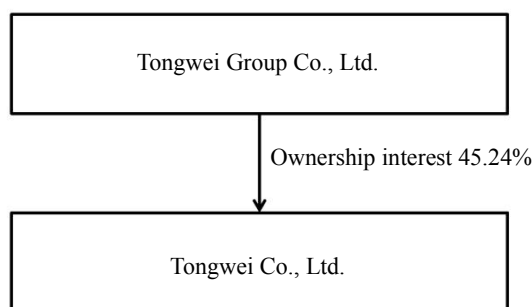 Tongwei Group Co., Ltd.
Ownership interest 45.24%
Tongwei Co., Ltd.